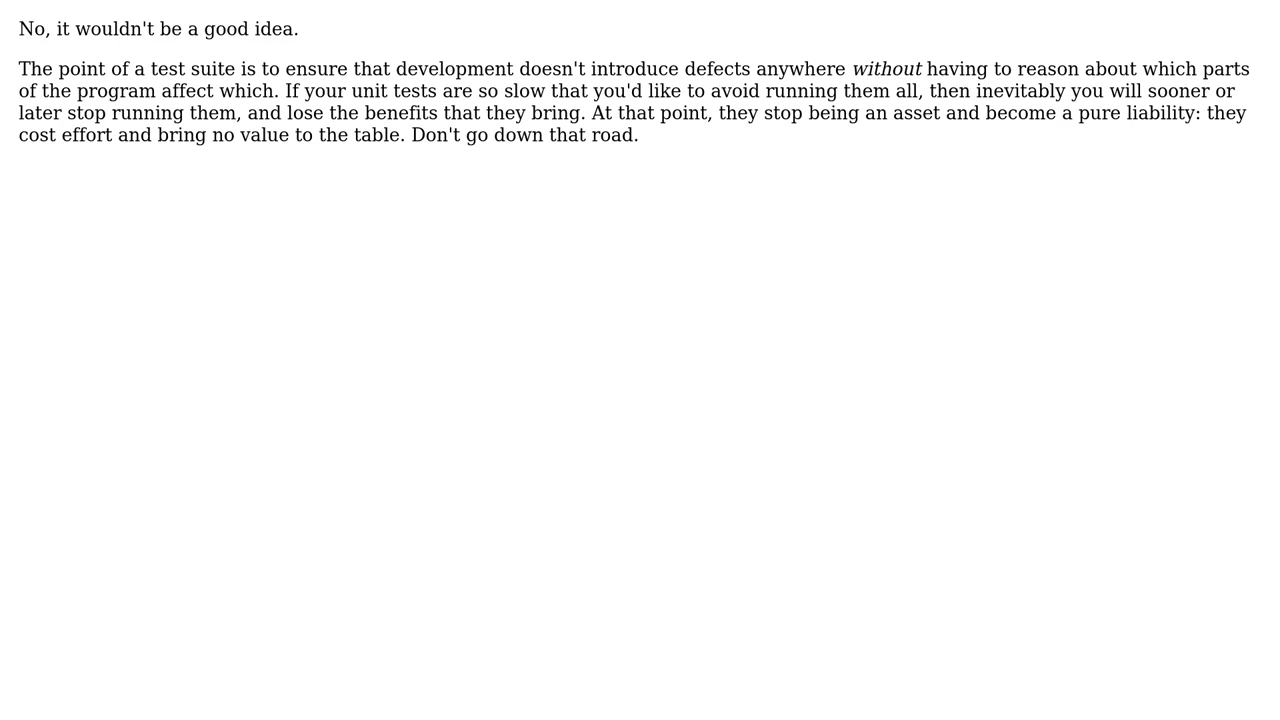 No, it wouldn't be a good idea.
The point of a test suite is to ensure that development doesn't introduce defects anywhere without having to reason about which parts
of the program affect which. If your unit tests are so slow that you'd like to avoid running them all, then inevitably you will sooner or
later stop running them, and lose the benefits that they bring. At that point, they stop being an asset and become a pure liability: they
cost effort and bring no value to the table. Don't go down that road.